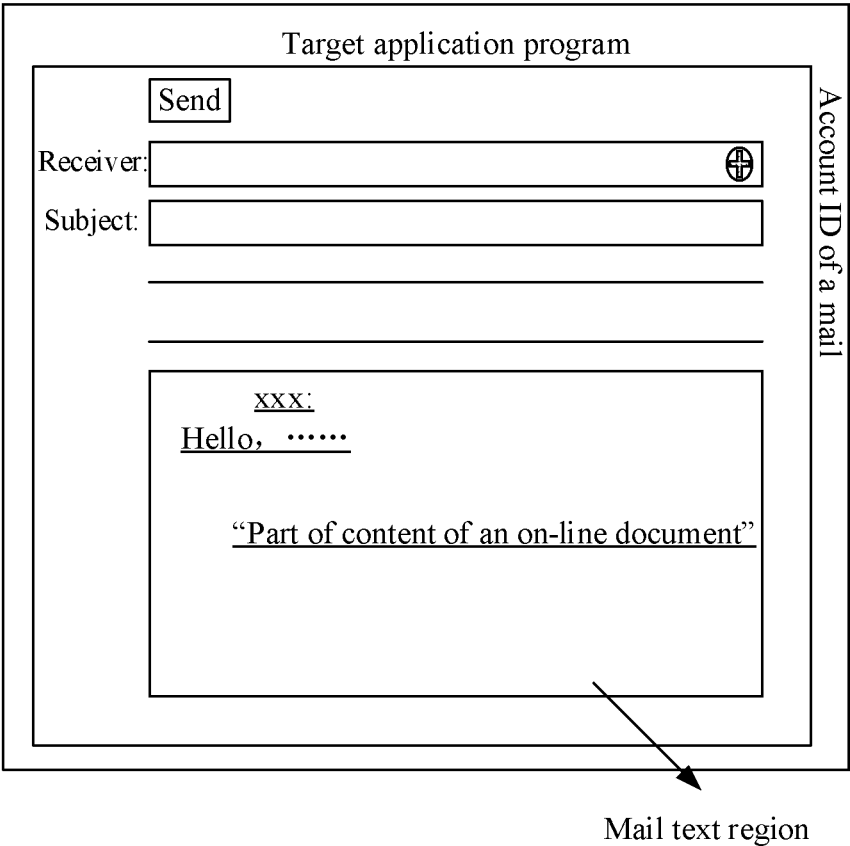 Target application program
Send
Receiver:
Subject:
Account ID of a mail
xxx:
Hello，……
“Part of content of an on-line document”
Mail text region